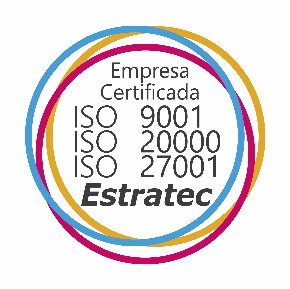 Empresa
Certificada
ISO 9001
ISO 20000
ISO 27001
Estratec